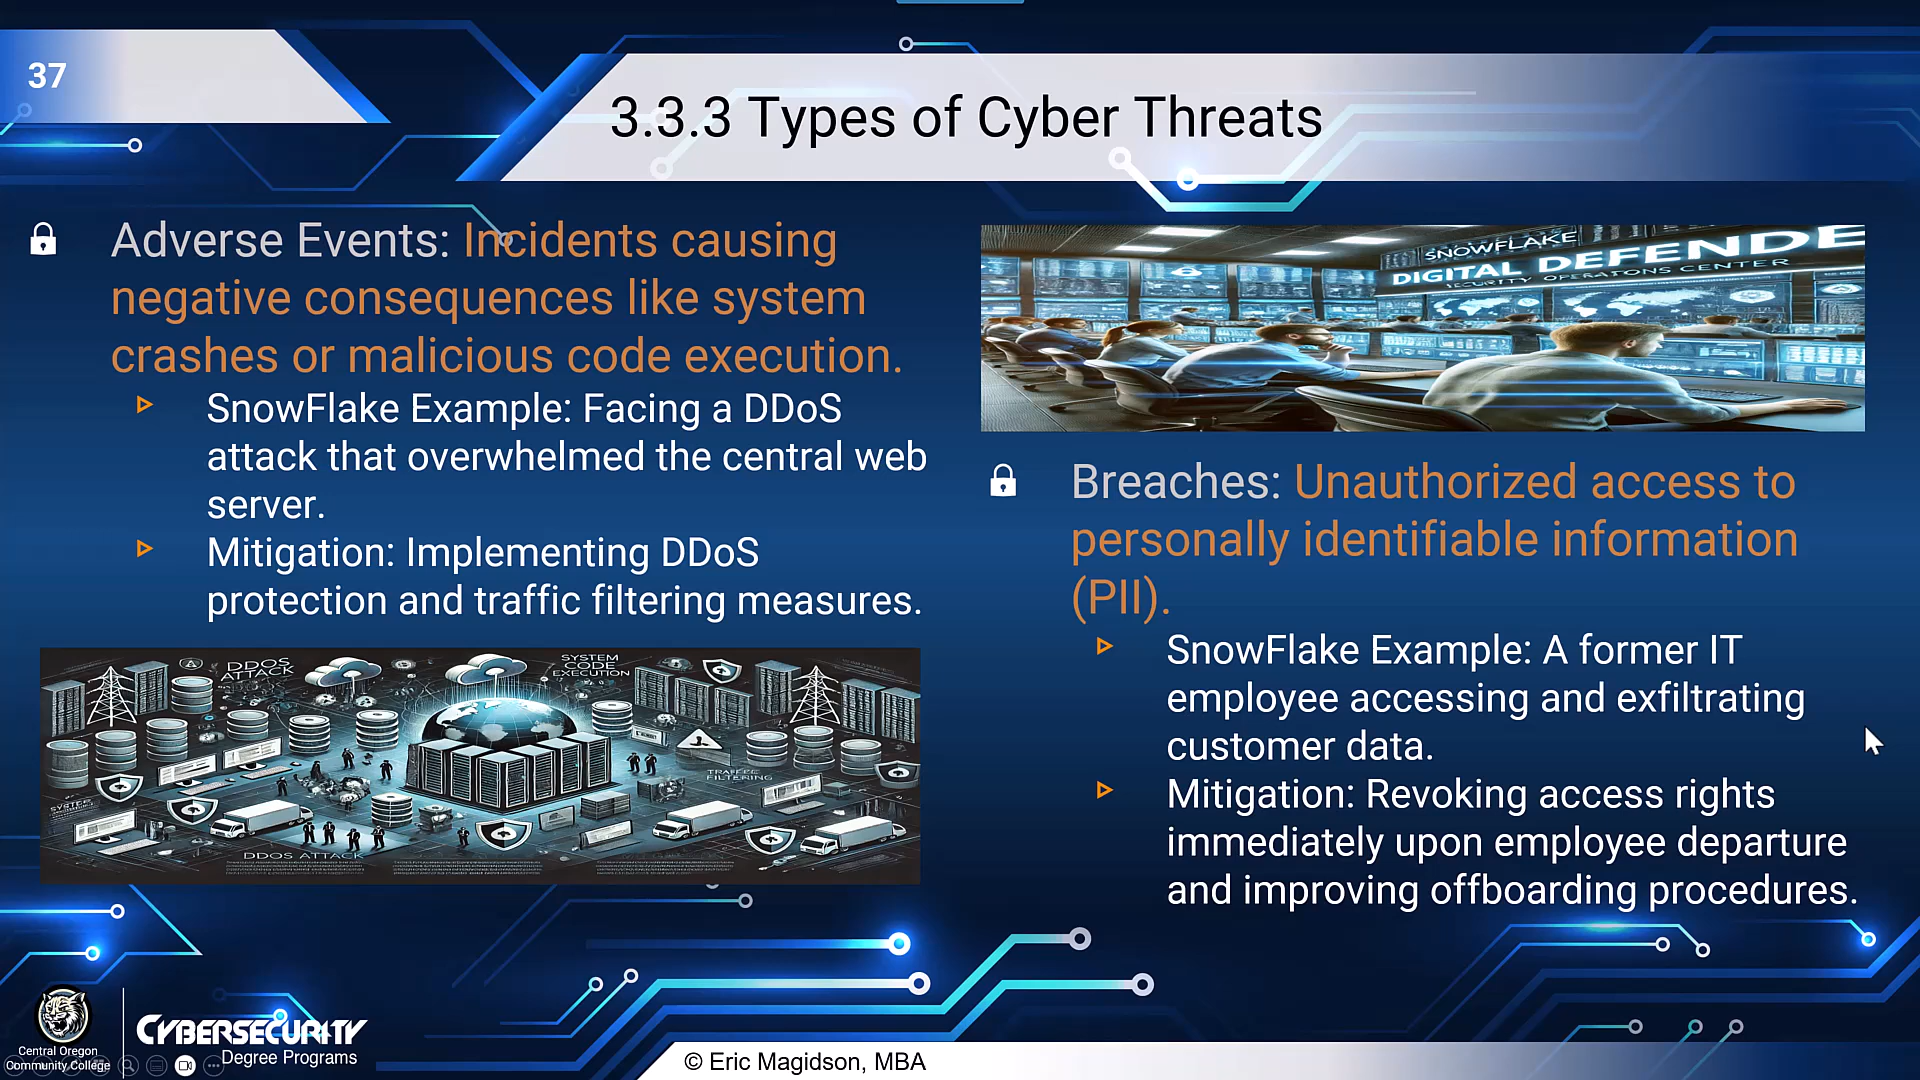 37
3.3.3 Types of Cyber Threats
Adverse Events: Incidents causing
negative consequences like system
crashes or malicious code execution.
SnowFlake Example: Facing a DDoS
attack that overwhelmed the central web
server.
Mitigation: Implementing DDoS
protection and traffic filtering measures.
DDOS
ATTACK
SYSTEM
CODE
EXECUTION
TRAFFIC
FILTERING
DDOS ATTACK
SNOWFLAKE
DIGITAL DEFENDE
SECURITY OPERATIONS CENTER
Breaches: Unauthorized access to
personally identifiable information
(PII).
SnowFlake Example: A former IT
employee accessing and exfiltrating
customer data.
Mitigation: Revoking access rights
immediately upon employee departure
and improving offboarding procedures.
Central Oregon
Community College
CYBERSECURITY
Degree Programs
© Eric Magidson, MBA